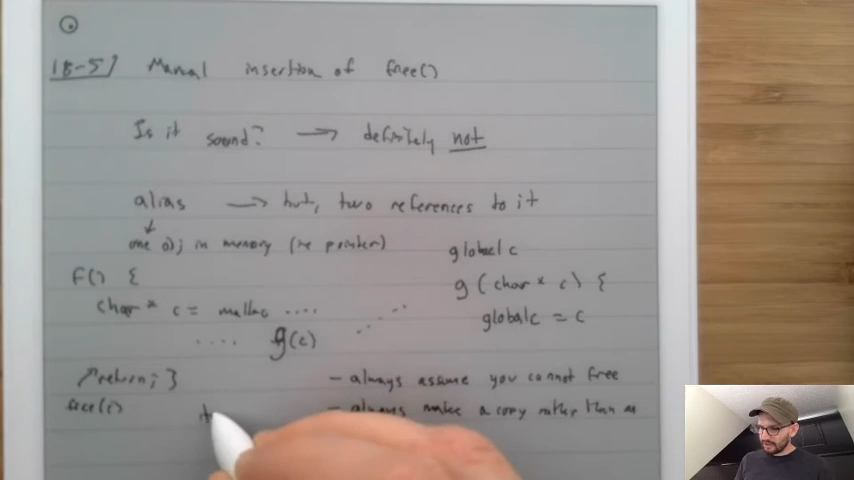 18-5] Manual insertion of free()
Is it sound? → definitely not
alias → but, two references to it
one obj in memory (ie pointer)
global c
F() {
g (char * c) {
char * c = malloc ....
globalc = c
.... g(c)
return; }
- always assume you cannot free
free(c)
- always make a copy rather than an